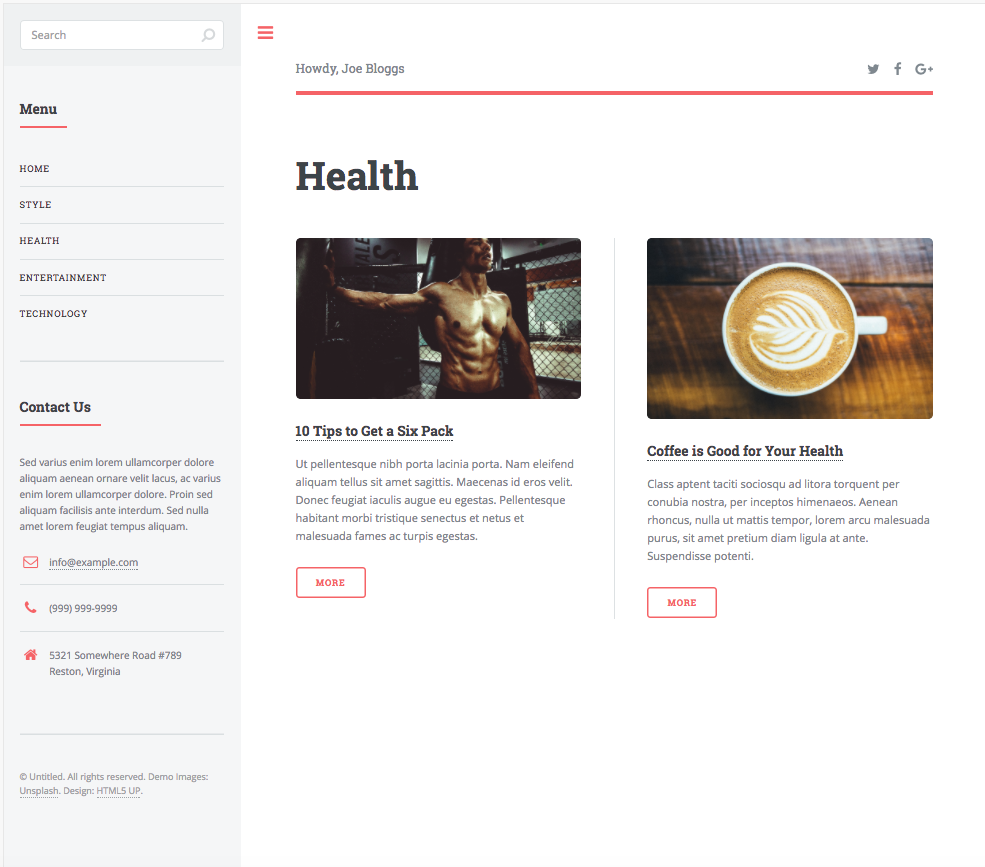 Search
Menu
HOME
STYLE
HEALTH
ENTERTAINMENT
TECHNOLOGY
Contact Us
Sed varius enim lorem ullamcorper dolore
aliquam aenean ornare velit lacus, ac varius
enim lorem ullamcorper dolore. Proin sed
aliquam facilisis ante interdum. Sed nulla
amet lorem feugiat tempus aliquam.
info@example.com
(999) 999-9999
5321 Somewhere Road #789
Reston, Virginia
© Untitled. All rights reserved. Demo Images:
Unsplash. Design: HTML5 UP.
Howdy, Joe Bloggs
Health
10 Tips to Get a Six Pack
Ut pellentesque nibh porta lacinia porta. Nam eleifend
aliquam tellus sit amet sagittis. Maecenas id eros velit.
Donec feugiat iaculis augue eu egestas. Pellentesque
habitant morbi tristique senectus et netus et
malesuada fames ac turpis egestas.
MORE
Coffee is Good for Your Health
Class aptent taciti sociosqu ad litora torquent per
conubia nostra, per inceptos himenaeos. Aenean
rhoncus, nulla ut mattis tempor, lorem arcu malesuada
purus, sit amet pretium diam ligula at ante.
Suspendisse potenti.
MORE